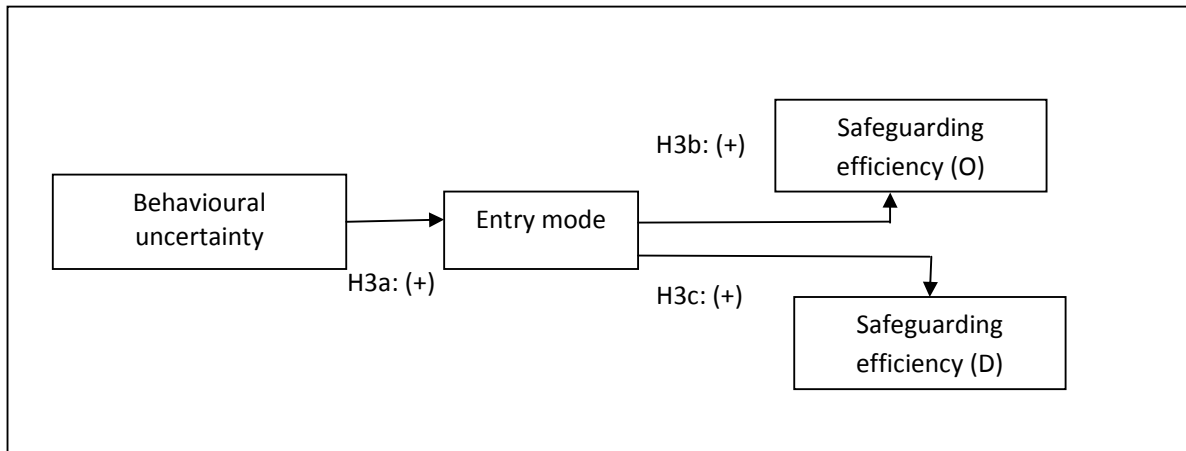 Behavioural
uncertainty
H3a: (+)
Entry mode
H3b: (+)
Safeguarding
efficiency (O)
H3c: (+)
Safeguarding
efficiency (D)